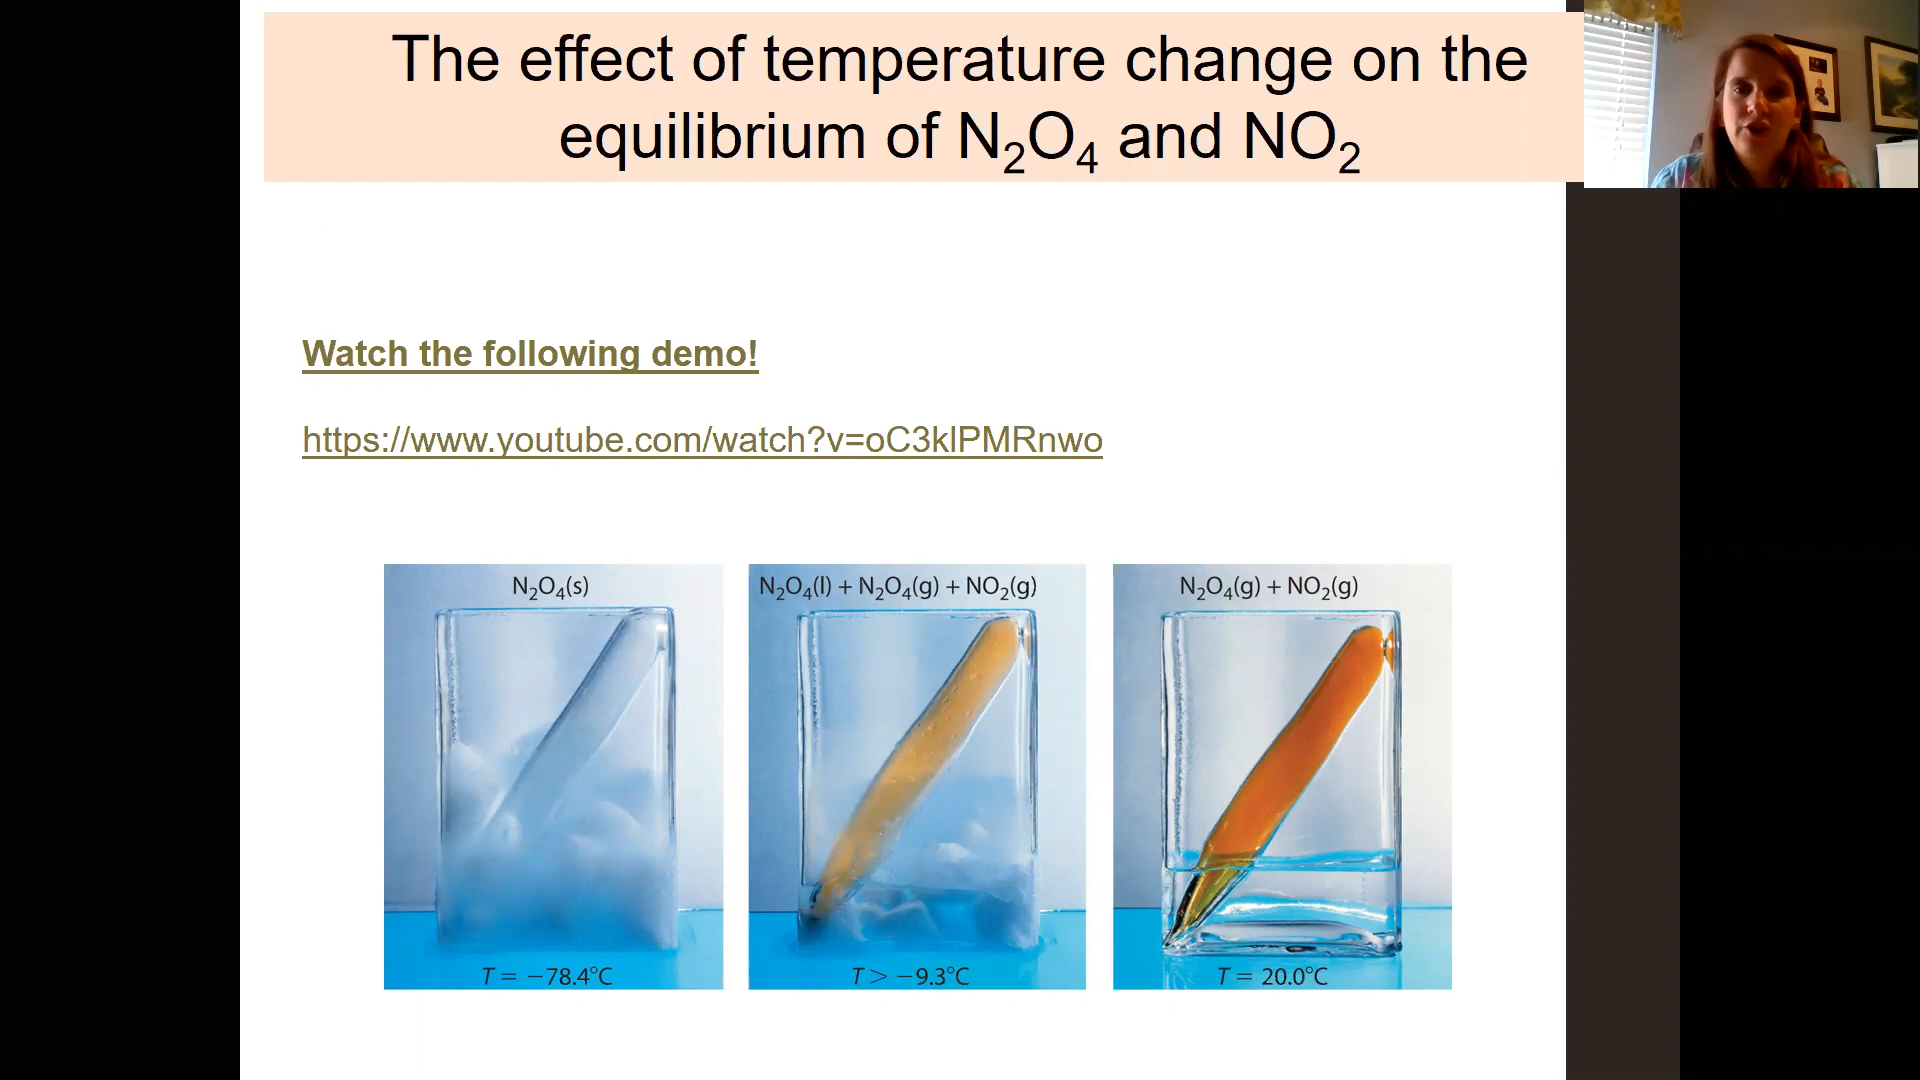 The effect of temperature change on the
equilibrium of N₂O₄ and NO₂
Watch the following demo!
https://www.youtube.com/watch?v=oC3klPMRnwo
N₂O₄(s)
N₂O₄(l) + N₂O₄(g) + NO₂(g)
N₂O₄(g) + NO₂(g)
T = −78.4°C
T > −9.3°C
T = 20.0°C